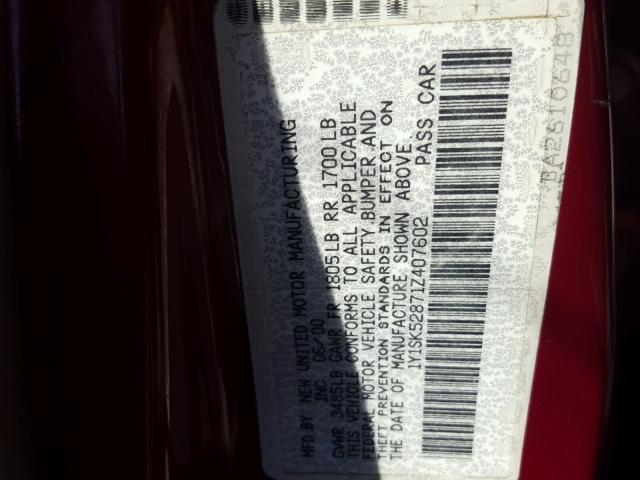 MFD.BY: NEW UNITED MOTOR MANUFACTURING
INC 06/00
GVWR 3485LB GAWR FR 1805LB RR 1700LB
THIS VEHICLE CONFORMS TO ALL APPLICABLE
FEDERAL MOTOR VEHICLE SAFETY.BUMPER AND
THEFT PREVENTION STANDARDS IN EFFECT ON
THE DATE OF MANUFACTURE SHOWN ABOVE.
1Y1SK52871Z407602 PASS CAR
BA2610648